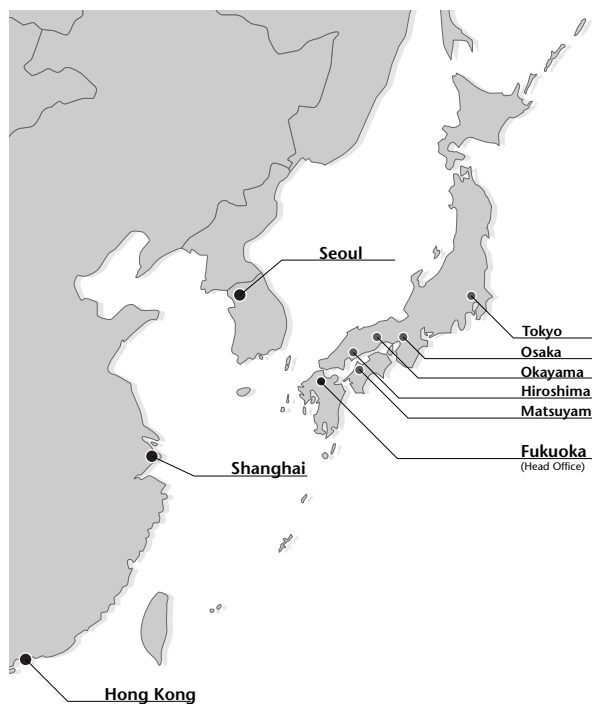 Seoul
Tokyo
Osaka
Okayama
Hiroshima
Matsuyam
Fukuoka
(Head Office)
Shanghai
Hong Kong